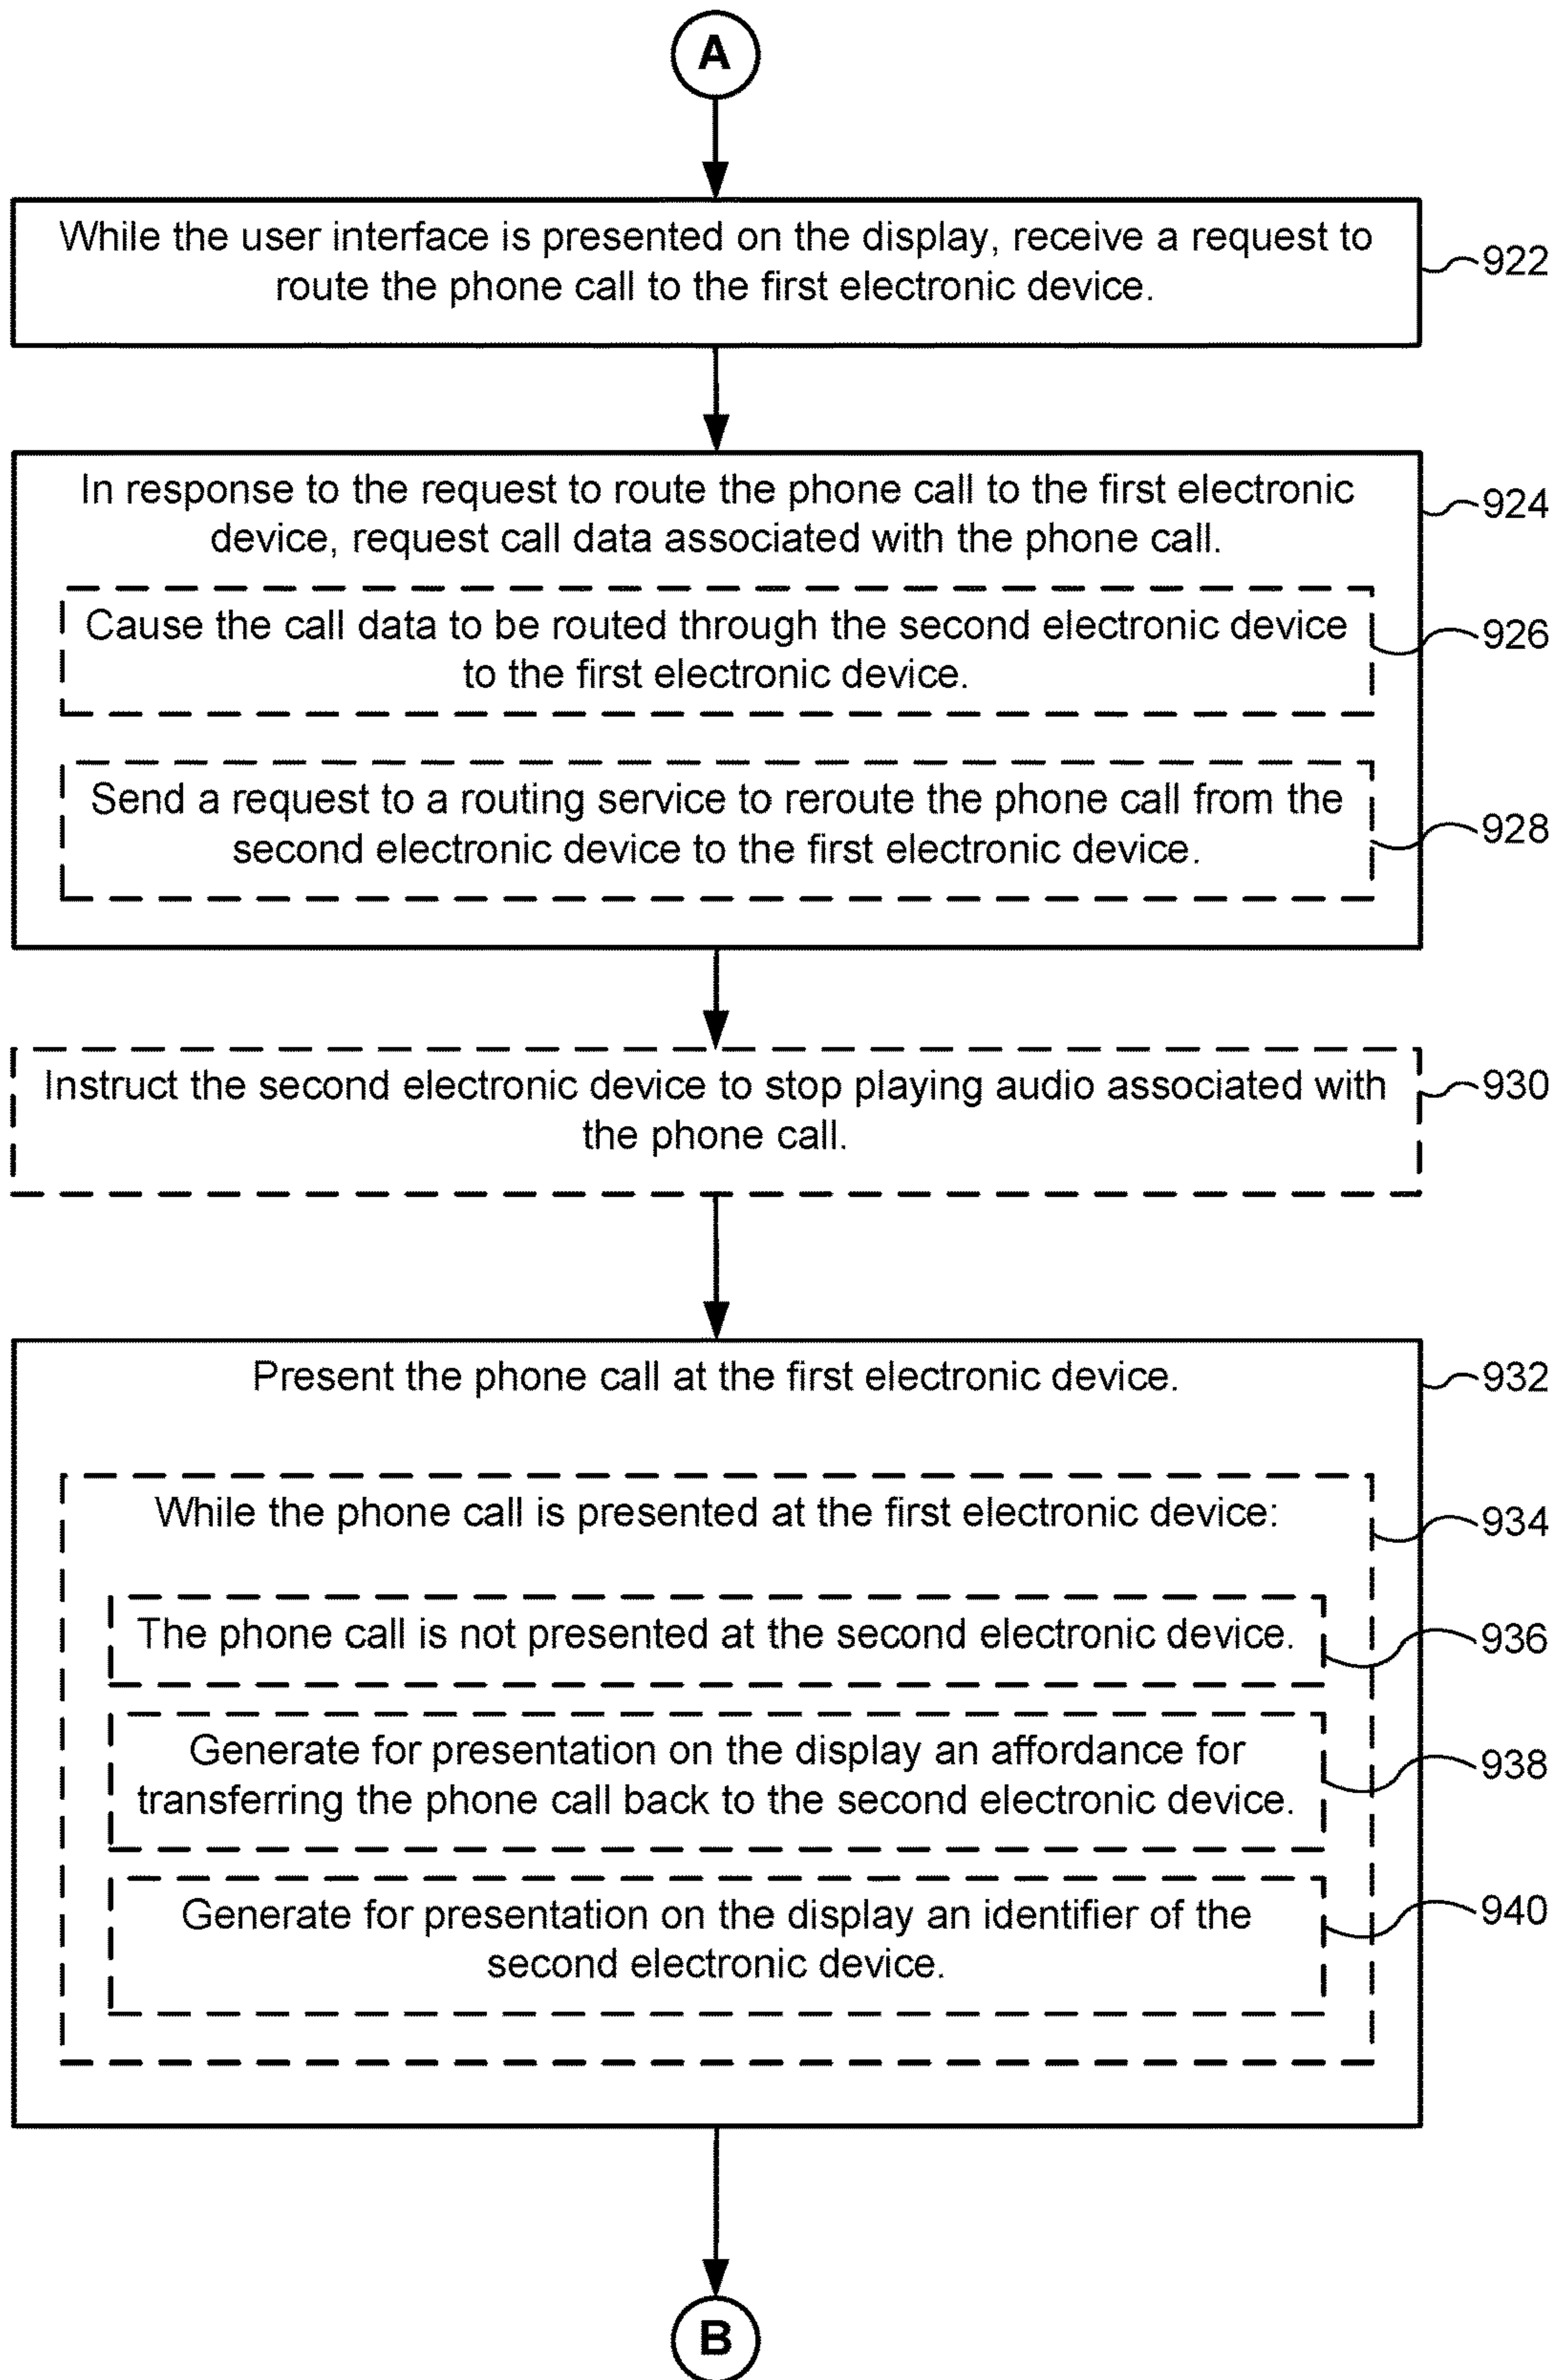 A
While the user interface is presented on the display, receive a request to
route the phone call to the first electronic device.
922
In response to the request to route the phone call to the first electronic
device, request call data associated with the phone call.
924
Cause the call data to be routed through the second electronic device
to the first electronic device.
926
Send a request to a routing service to reroute the phone call from the
second electronic device to the first electronic device.
928
Instruct the second electronic device to stop playing audio associated with
the phone call.
930
Present the phone call at the first electronic device.
932
While the phone call is presented at the first electronic device:
934
The phone call is not presented at the second electronic device.
936
Generate for presentation on the display an affordance for
transferring the phone call back to the second electronic device.
938
Generate for presentation on the display an identifier of the
second electronic device.
940
B